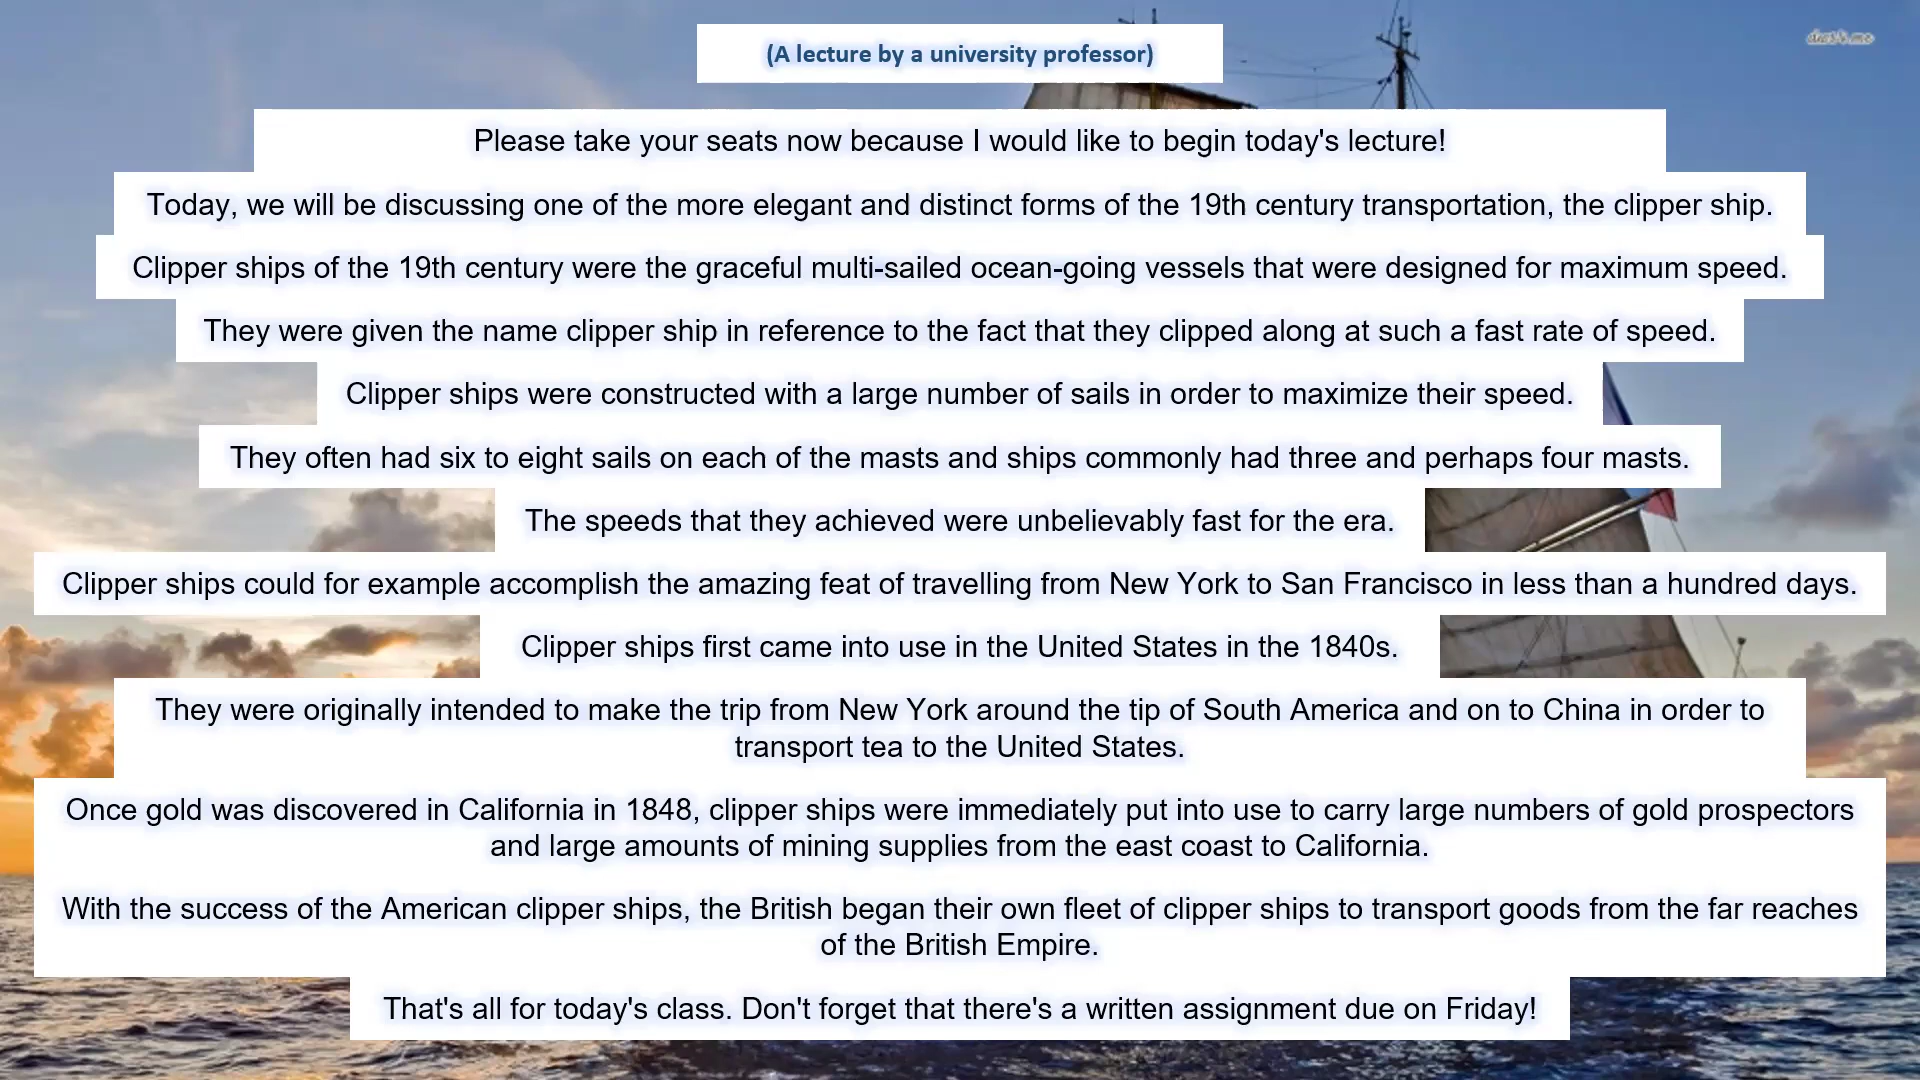 (A lecture by a university professor)
Please take your seats now because I would like to begin today's lecture!
Today, we will be discussing one of the more elegant and distinct forms of the 19th century transportation, the clipper ship.
Clipper ships of the 19th century were the graceful multi-sailed ocean-going vessels that were designed for maximum speed.
They were given the name clipper ship in reference to the fact that they clipped along at such a fast rate of speed.
Clipper ships were constructed with a large number of sails in order to maximize their speed.
They often had six to eight sails on each of the masts and ships commonly had three and perhaps four masts.
The speeds that they achieved were unbelievably fast for the era.
Clipper ships could for example accomplish the amazing feat of travelling from New York to San Francisco in less than a hundred days.
Clipper ships first came into use in the United States in the 1840s.
They were originally intended to make the trip from New York around the tip of South America and on to China in order to
transport tea to the United States.
Once gold was discovered in California in 1848, clipper ships were immediately put into use to carry large numbers of gold prospectors
and large amounts of mining supplies from the east coast to California.
With the success of the American clipper ships, the British began their own fleet of clipper ships to transport goods from the far reaches
of the British Empire.
That's all for today's class. Don't forget that there's a written assignment due on Friday!